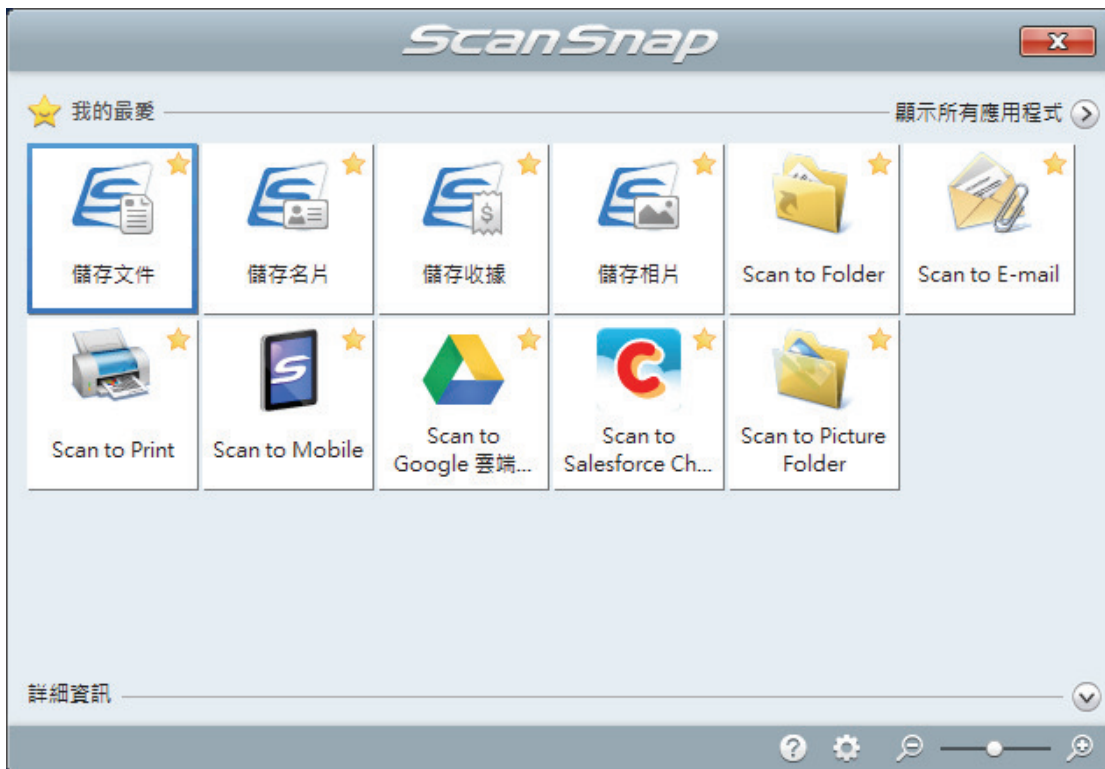 ScanSnap
我的最愛
顯示所有應用程式
儲存文件
儲存名片
儲存收據
儲存相片
Scan to Folder
Scan to E-mail
Scan to Print
Scan to Mobile
Scan to
Google 雲端...
Scan to
Salesforce Ch...
Scan to Picture
Folder
詳細資訊